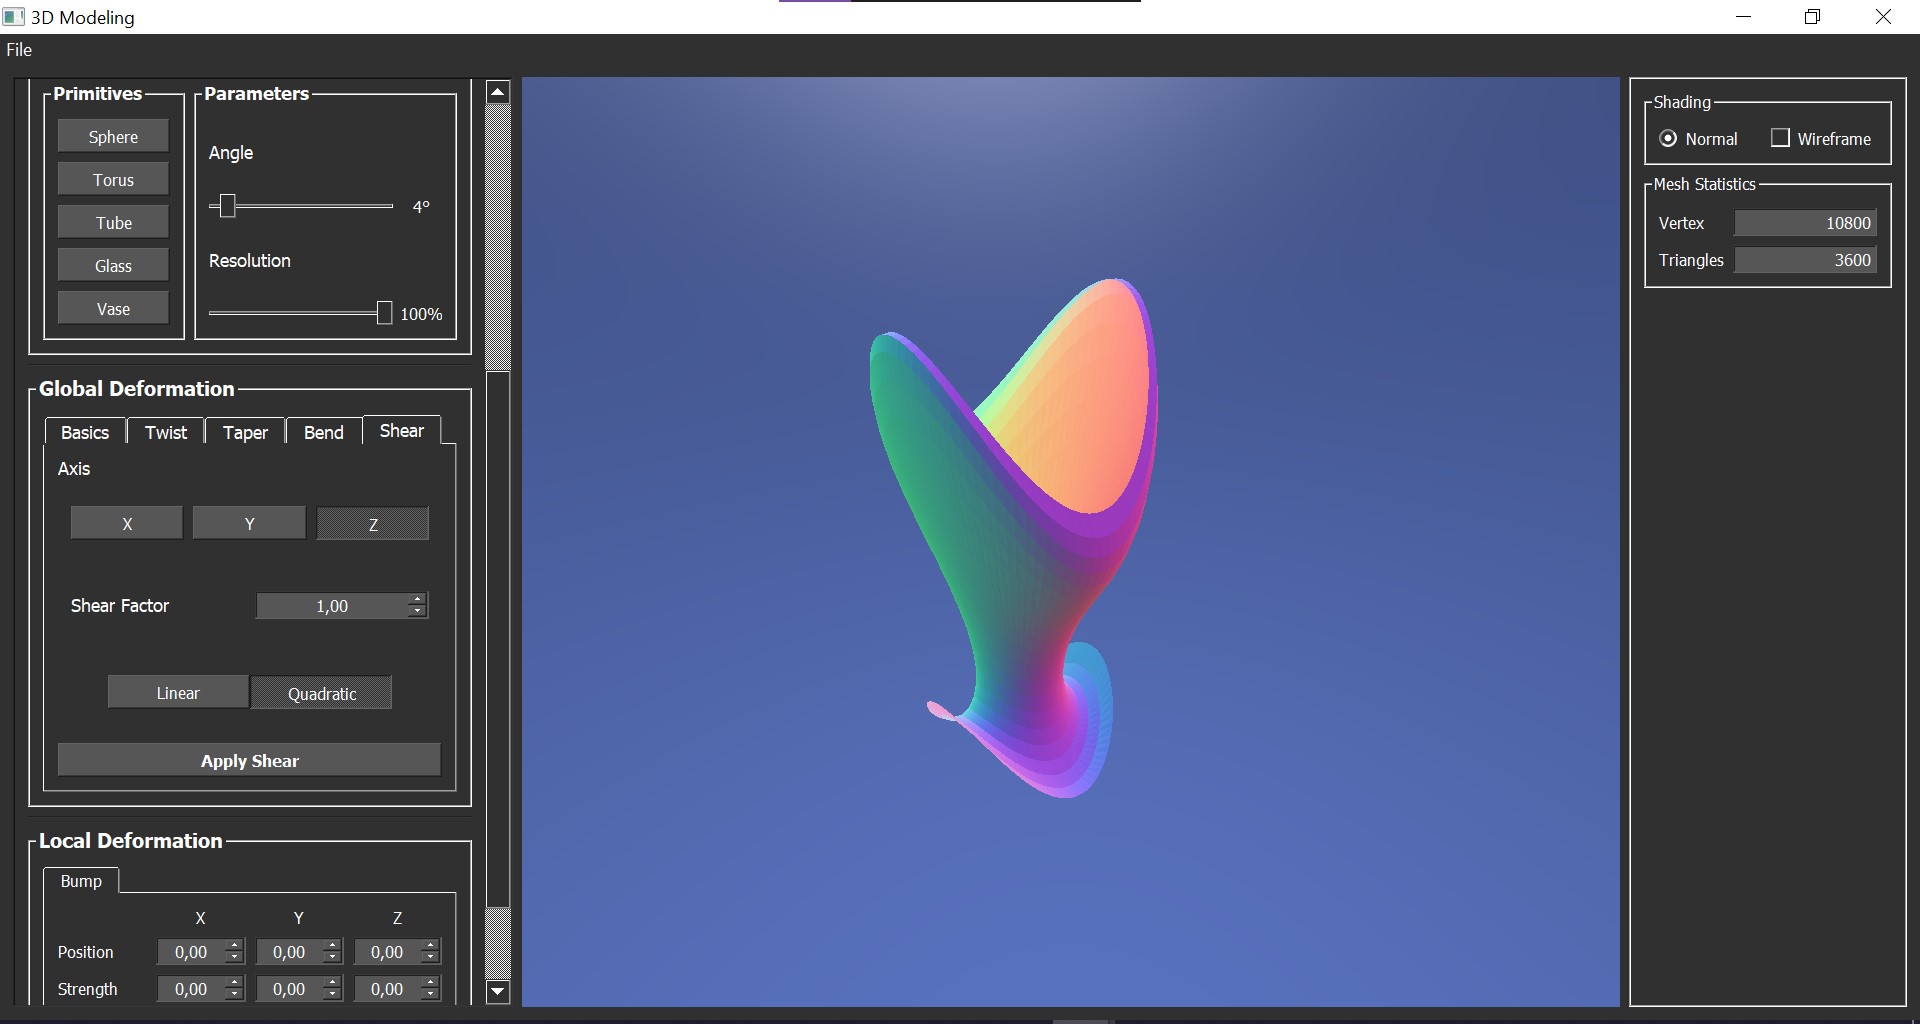 3D Modeling
File
Primitives
Sphere
Torus
Tube
Glass
Vase
Parameters
Angle
4°
Resolution
100%
Global Deformation
Basics Twist Taper Bend Shear
Axis
X Y Z
Shear Factor 1,00
Linear Quadratic
Apply Shear
Local Deformation
Bump
X Y Z
Position 0,00 0,00 0,00
Strength 0,00 0,00 0,00
Shading
Normal Wireframe
Mesh Statistics
Vertex 10800
Triangles 3600